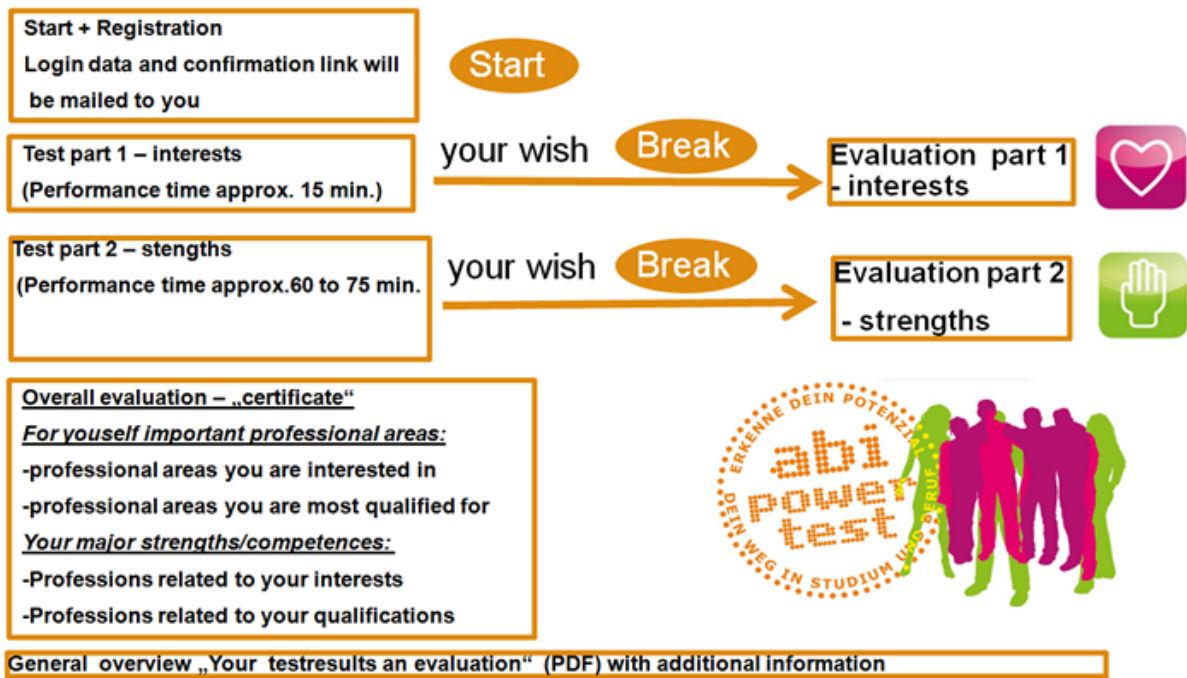 Start + Registration
Login data and confirmation link will
be mailed to you
Start
Test part 1 – interests
(Performance time approx. 15 min.)
your wish
Break
Evaluation part 1
- interests
Test part 2 – stengths
(Performance time approx.60 to 75 min.
your wish
Break
Evaluation part 2
- strengths
Overall evaluation – „certificate“
For youself important professional areas:
-professional areas you are interested in
-professional areas you are most qualified for
Your major strengths/competences:
-Professions related to your interests
-Professions related to your qualifications
ERKENNE DEIN POTENZIAL
abi
power
test
DEIN WEG IN STUDIUM UND BERUF
General overview „Your testresults an evaluation“ (PDF) with additional information